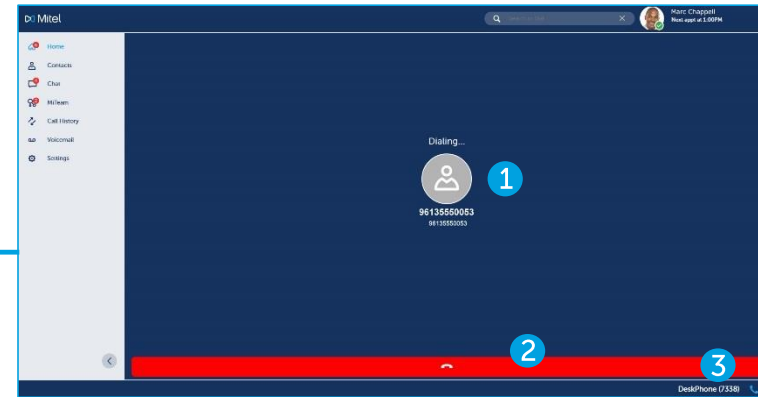 Mitel
Marc Chappell
Next appt at 1:00PM
Home
Contacts
Chat
MiTeam
Call History
Voicemail
Settings
Dialing...
1
96135550053
96135550053
2
3
DeskPhone (7338)